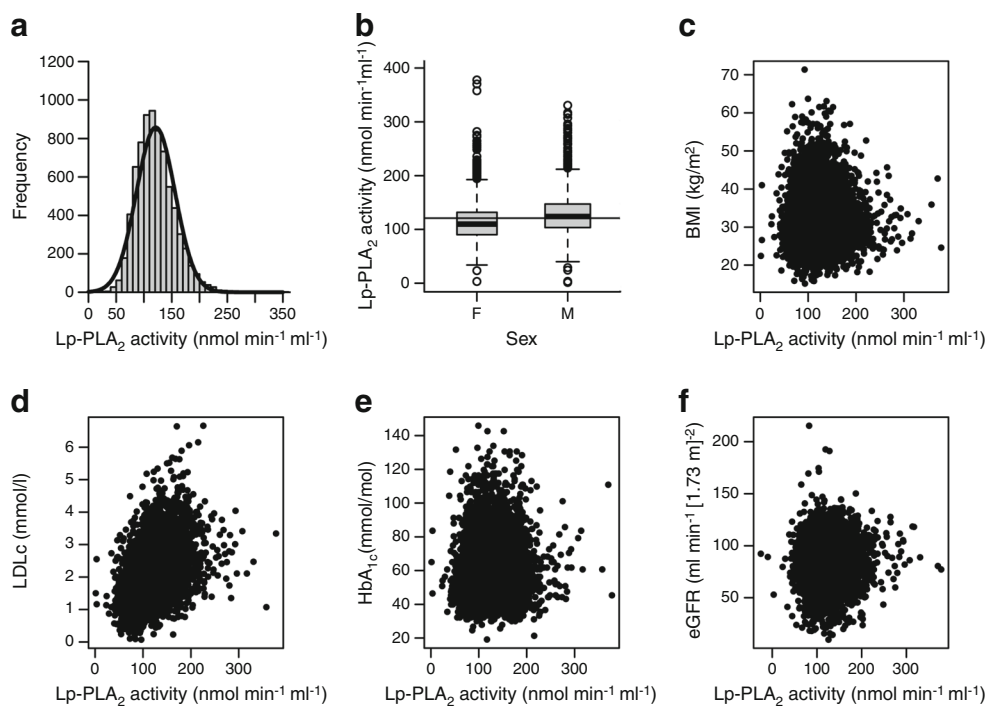 a
1200
1000
800
600
400
200
0
Frequency
0 50 150 250 350
Lp-PLA₂ activity (nmol min⁻¹ ml⁻¹)
b
400
300
200
100
0
Lp-PLA₂ activity (nmol min⁻¹ml⁻¹)
F M
Sex
c
70
60
50
40
30
20
BMI (kg/m²)
0 100 200 300
Lp-PLA₂ activity (nmol min⁻¹ ml⁻¹)
d
6
5
4
3
2
1
0
LDLc (mmol/l)
0 100 200 300
Lp-PLA₂ activity (nmol min⁻¹ ml⁻¹)
e
140
120
100
80
60
40
20
HbA₁c(mmol/mol)
0 100 200 300
Lp-PLA₂ activity (nmol min⁻¹ ml⁻¹)
f
200
150
100
50
eGFR (ml min⁻¹ [1.73 m]⁻²)
0 100 200 300
Lp-PLA₂ activity (nmol min⁻¹ ml⁻¹)